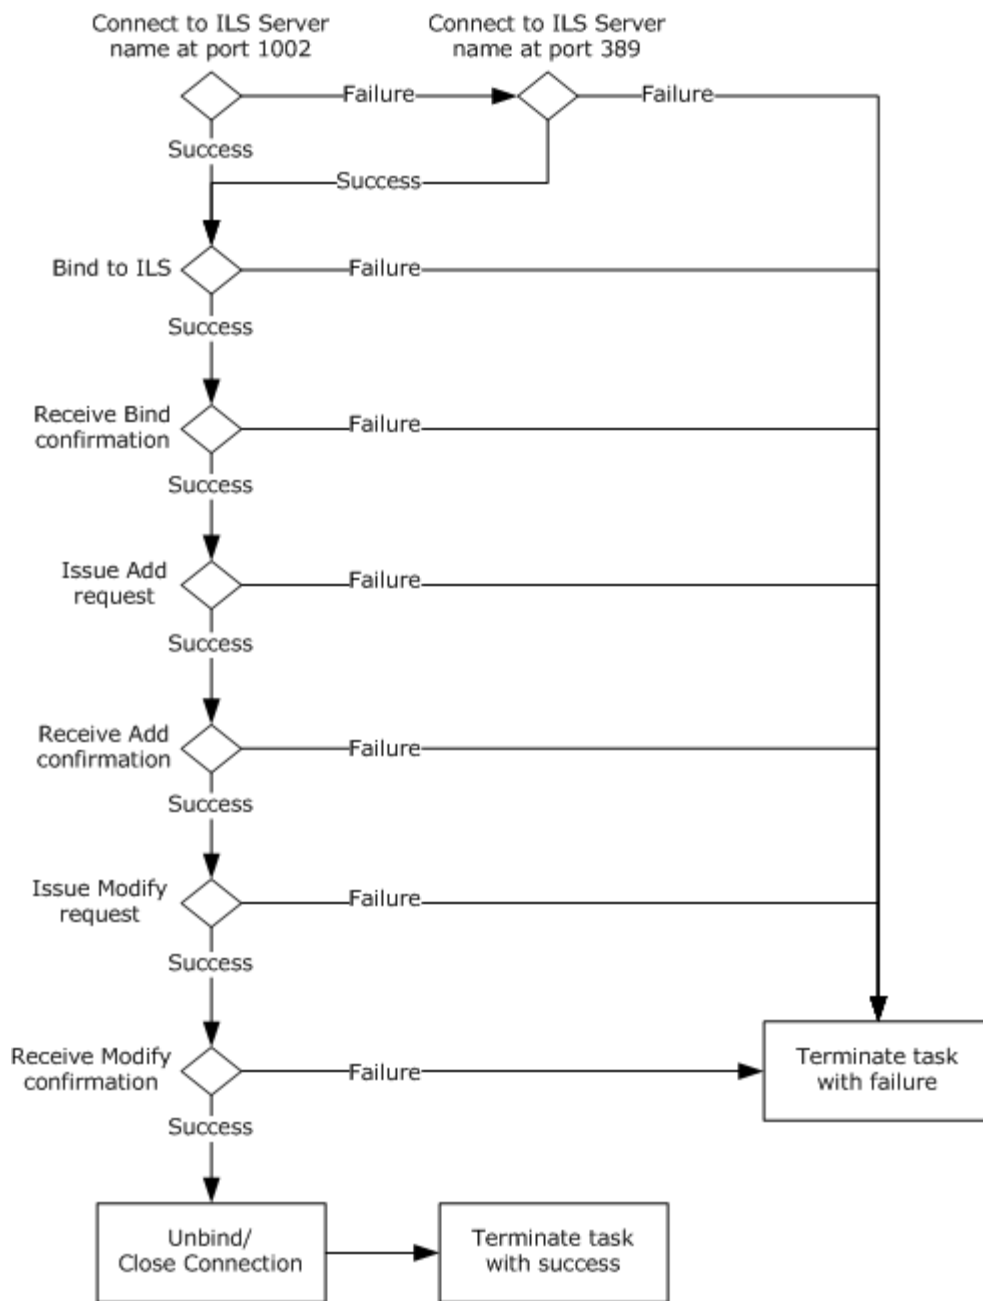 Connect to ILS Server
name at port 1002
Connect to ILS Server
name at port 389
Failure
Failure
Success
Success
Bind to ILS
Failure
Success
Receive Bind
confirmation
Failure
Success
Issue Add
request
Failure
Success
Receive Add
confirmation
Failure
Success
Issue Modify
request
Failure
Success
Receive Modify
confirmation
Failure
Terminate task
with failure
Success
Unbind/
Close Connection
Terminate task
with success